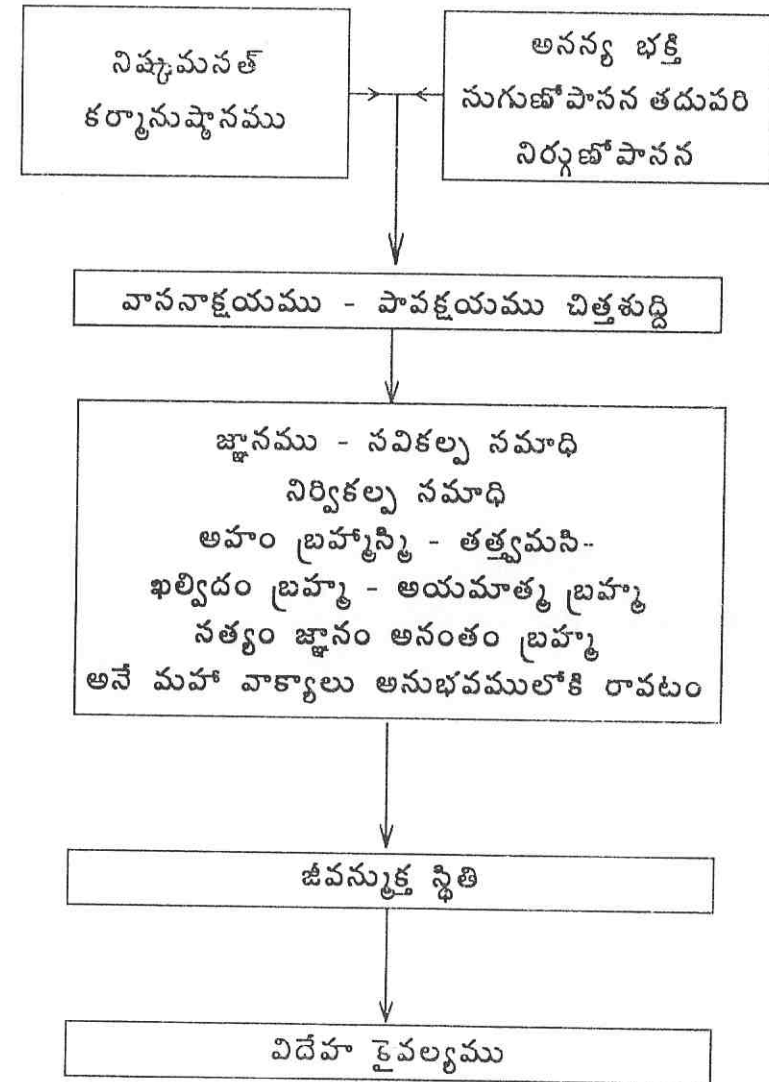 నిష్కామసత్
కర్మానుష్ఠానము
అనన్య భక్తి
సుగుణోపాసన తదుపరి
నిర్గుణోపాసన
వాసనాక్షయము - పాపక్షయము చిత్తశుద్ధి
జ్ఞానము - సవికల్ప సమాధి
నిర్వికల్ప సమాధి
అహం బ్రహ్మాస్మి - తత్త్వమసి-
ఖల్విదం బ్రహ్మ - అయమాత్మ బ్రహ్మ
సత్యం జ్ఞానం అనంతం బ్రహ్మ
అనే మహా వాక్యాలు అనుభవములోకి రావటం
జీవన్ముక్త స్థితి
విదేహ కైవల్యము